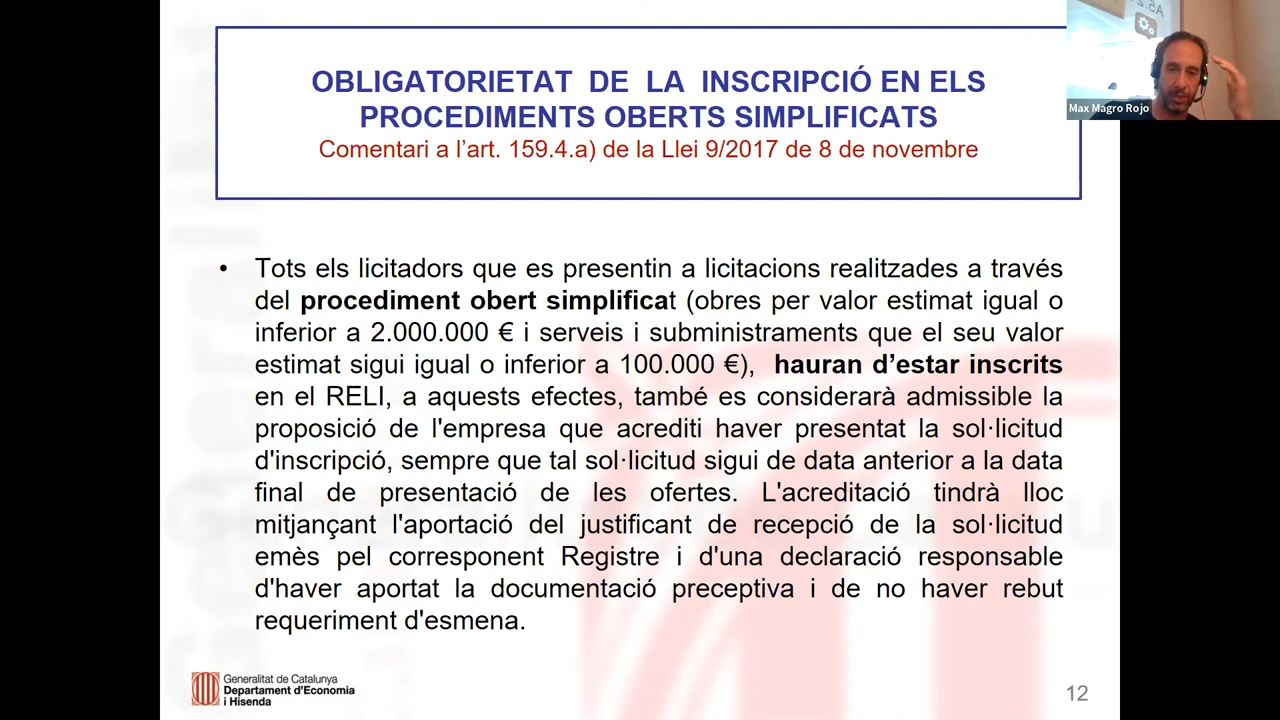 OBLIGATORIETAT DE LA INSCRIPCIÓ EN ELS
PROCEDIMENTS OBERTS SIMPLIFICATS
Comentari a l’art. 159.4.a) de la Llei 9/2017 de 8 de novembre
Max Magro Rojo
• Tots els licitadors que es presentin a licitacions realitzades a través
del procediment obert simplificat (obres per valor estimat igual o
inferior a 2.000.000 € i serveis i subministraments que el seu valor
estimat sigui igual o inferior a 100.000 €), hauran d’estar inscrits
en el RELI, a aquests efectes, també es considerarà admissible la
proposició de l'empresa que acrediti haver presentat la sol·licitud
d'inscripció, sempre que tal sol·licitud sigui de data anterior a la data
final de presentació de les ofertes. L'acreditació tindrà lloc
mitjançant l'aportació del justificant de recepció de la sol·licitud
emès pel corresponent Registre i d'una declaració responsable
d'haver aportat la documentació preceptiva i de no haver rebut
requeriment d'esmena.
Generalitat de Catalunya
Departament d’Economia
i Hisenda
12